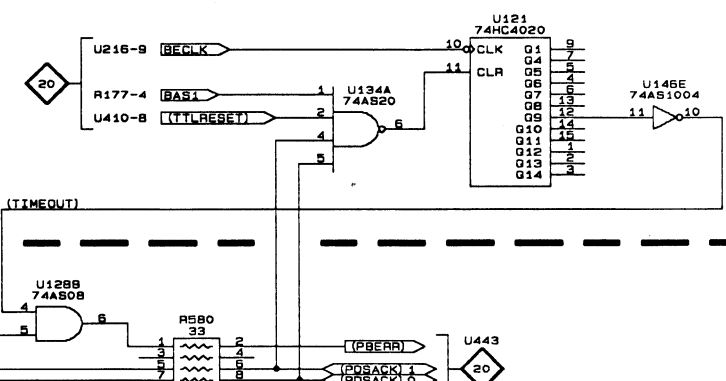 U121
74HC4020
U216-9 BECLK 10 CLK Q1 9
Q4 7
20 11 CLR Q5 5
Q6 4
R177-4 BAS1 1 U134A Q7 6 U146E
74AS20 Q8 13 74AS1004
U410-8 (TTLRESET) 2 6 Q9 12 11 10
4 Q10 14
Q11 15
5 Q12 1
Q13 2
Q14 3
(TIMEOUT)
U128B
74AS08
4
6 R580
5 33
1 2 (PBERR) U443
3 4
5 6 (PDSACK) 1 20
7 8 (PDSACK) 0